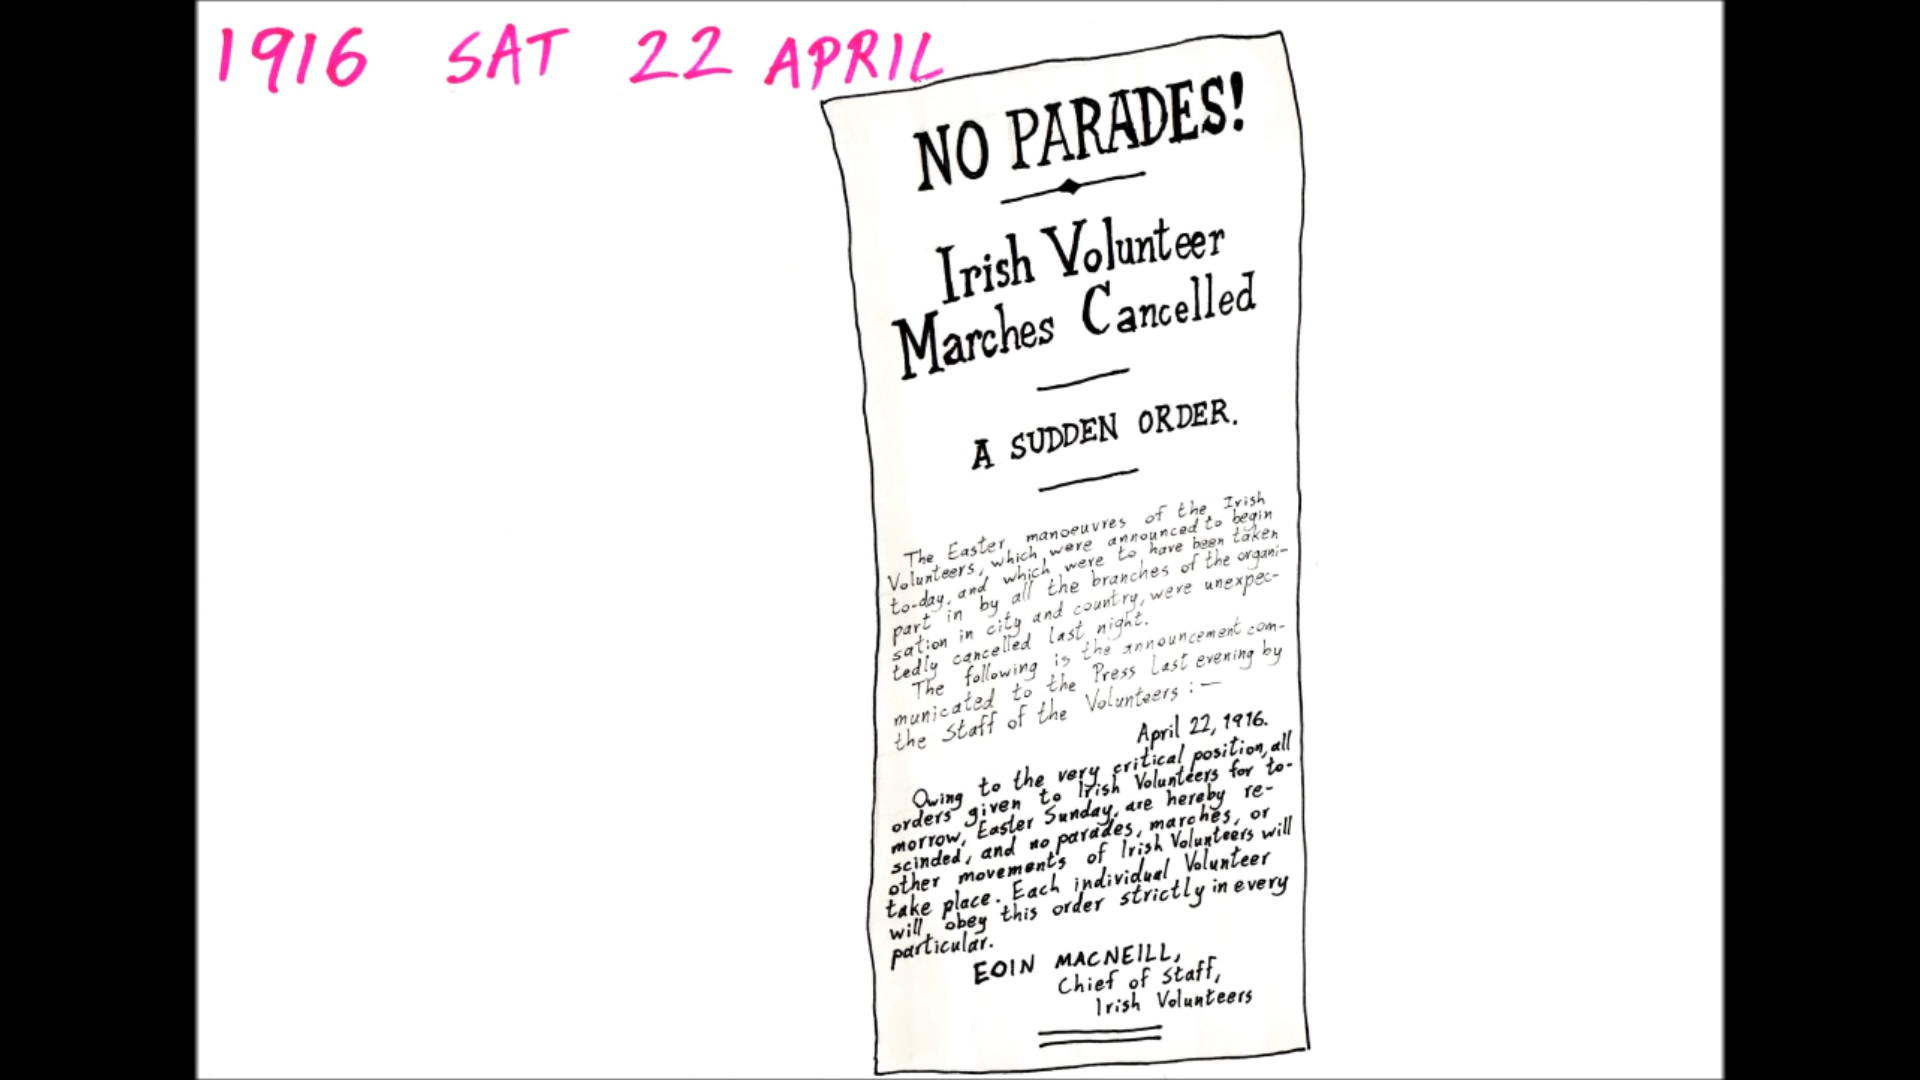 1916 SAT 22 APRIL
NO PARADES!
Irish Volunteer
Marches Cancelled
A SUDDEN ORDER.
The Easter manoeuvres of the Irish
Volunteers, which were announced to begin
to-day, and which were to have been taken
part in by all the branches of the organi-
sation in city and country, were unexpec-
tedly cancelled last night.
The following is the announcement com-
municated to the Press last evening by
the Staff of the Volunteers :—
April 22, 1916.
Owing to the very critical position, all
orders given to Irish Volunteers for to-
morrow, Easter Sunday, are hereby re-
scinded, and no parades, marches, or
other movements of Irish Volunteers will
take place. Each individual Volunteer
will obey this order strictly in every
particular.
EOIN MACNEILL,
Chief of Staff,
Irish Volunteers